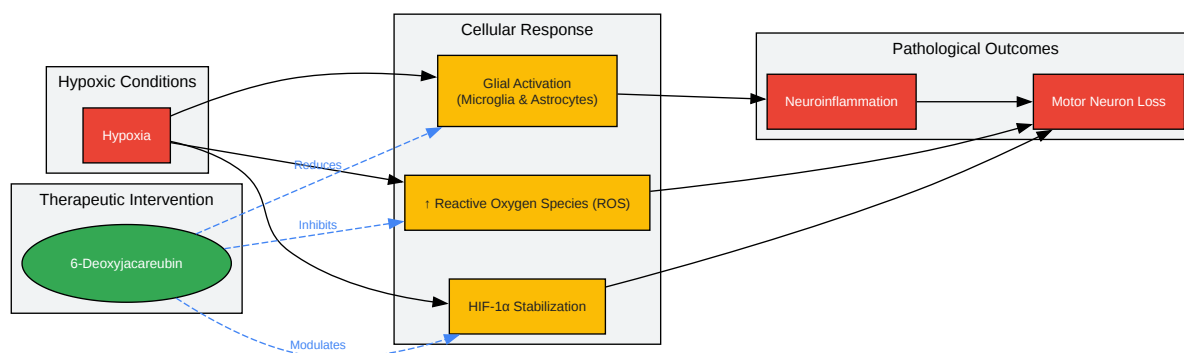 Hypoxic Conditions
Hypoxia
Therapeutic Intervention
6-Deoxyjacareubin
Reduces
Inhibits
Modulates
Cellular Response
Glial Activation
(Microglia & Astrocytes)
↑ Reactive Oxygen Species (ROS)
HIF-1α Stabilization
Pathological Outcomes
Neuroinflammation
Motor Neuron Loss